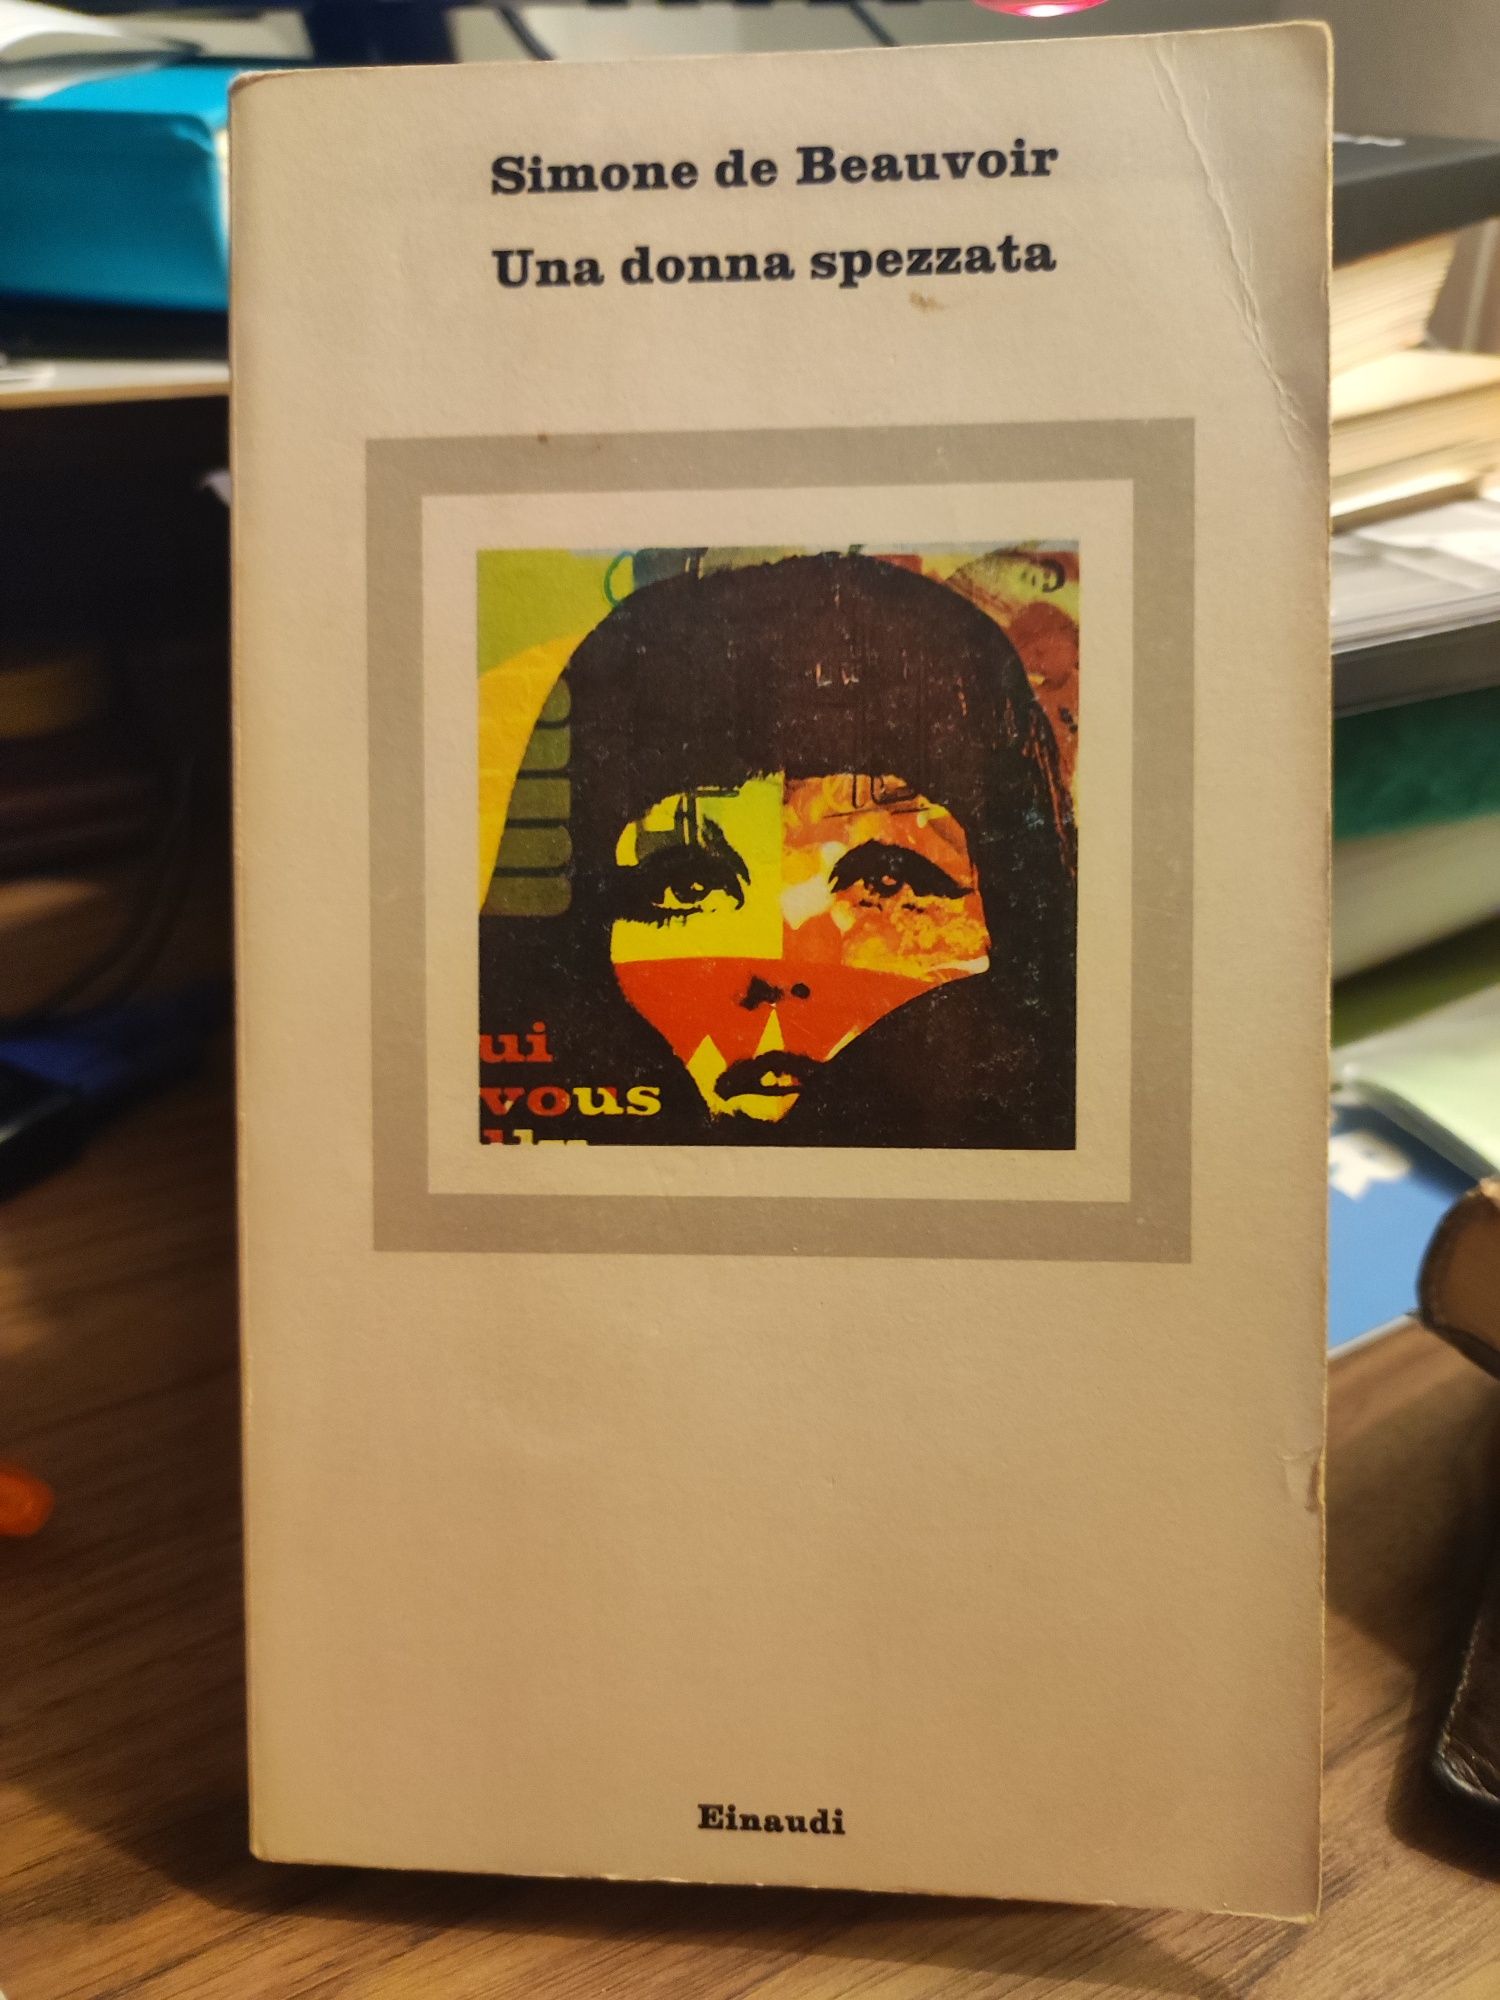 Simone de Beauvoir
Una donna spezzata
ui
vous
Einaudi